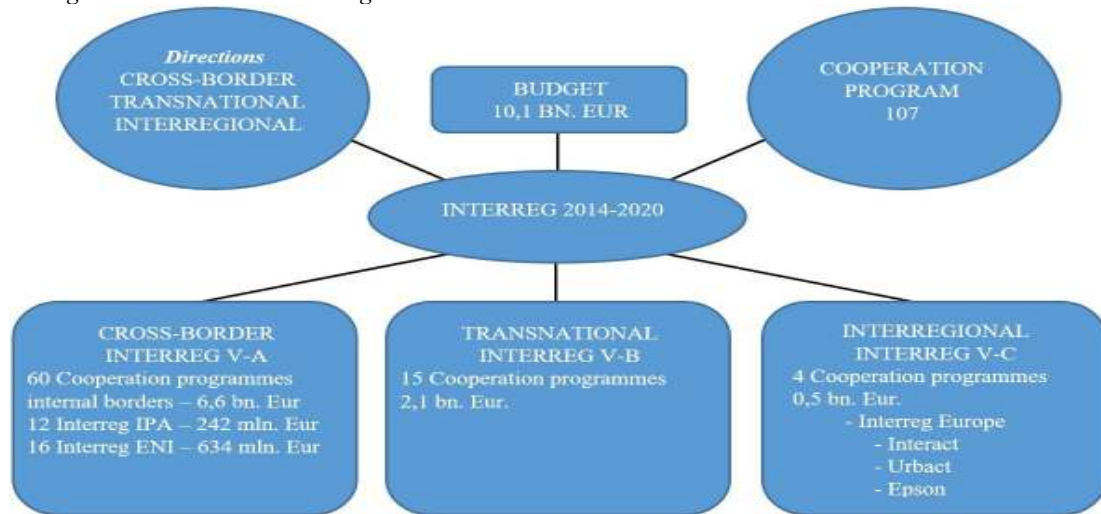 Directions
CROSS-BORDER
TRANSNATIONAL
INTERREGIONAL
BUDGET
10,1 BN. EUR
COOPERATION
PROGRAM
107
INTERREG 2014-2020
CROSS-BORDER
INTERREG V-A
60 Cooperation programmes
internal borders – 6,6 bn. Eur
12 Interreg IPA – 242 mln. Eur
16 Interreg ENI – 634 mln. Eur
TRANSNATIONAL
INTERREG V-B
15 Cooperation programmes
2,1 bn. Eur.
INTERREGIONAL
INTERREG V-C
4 Cooperation programmes
0,5 bn. Eur.
- Interreg Europe
- Interact
- Urbact
- Epson